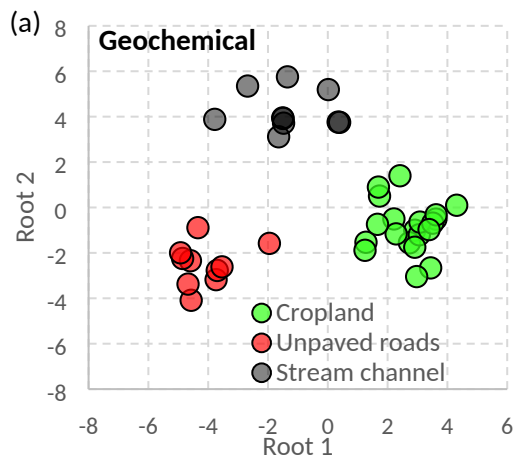 (a)
Geochemical
Root 2
8
6
4
2
0
-2
-4
-6
-8
Cropland
Unpaved roads
Stream channel
-8 -6 -4 -2 0 2 4 6
Root 1